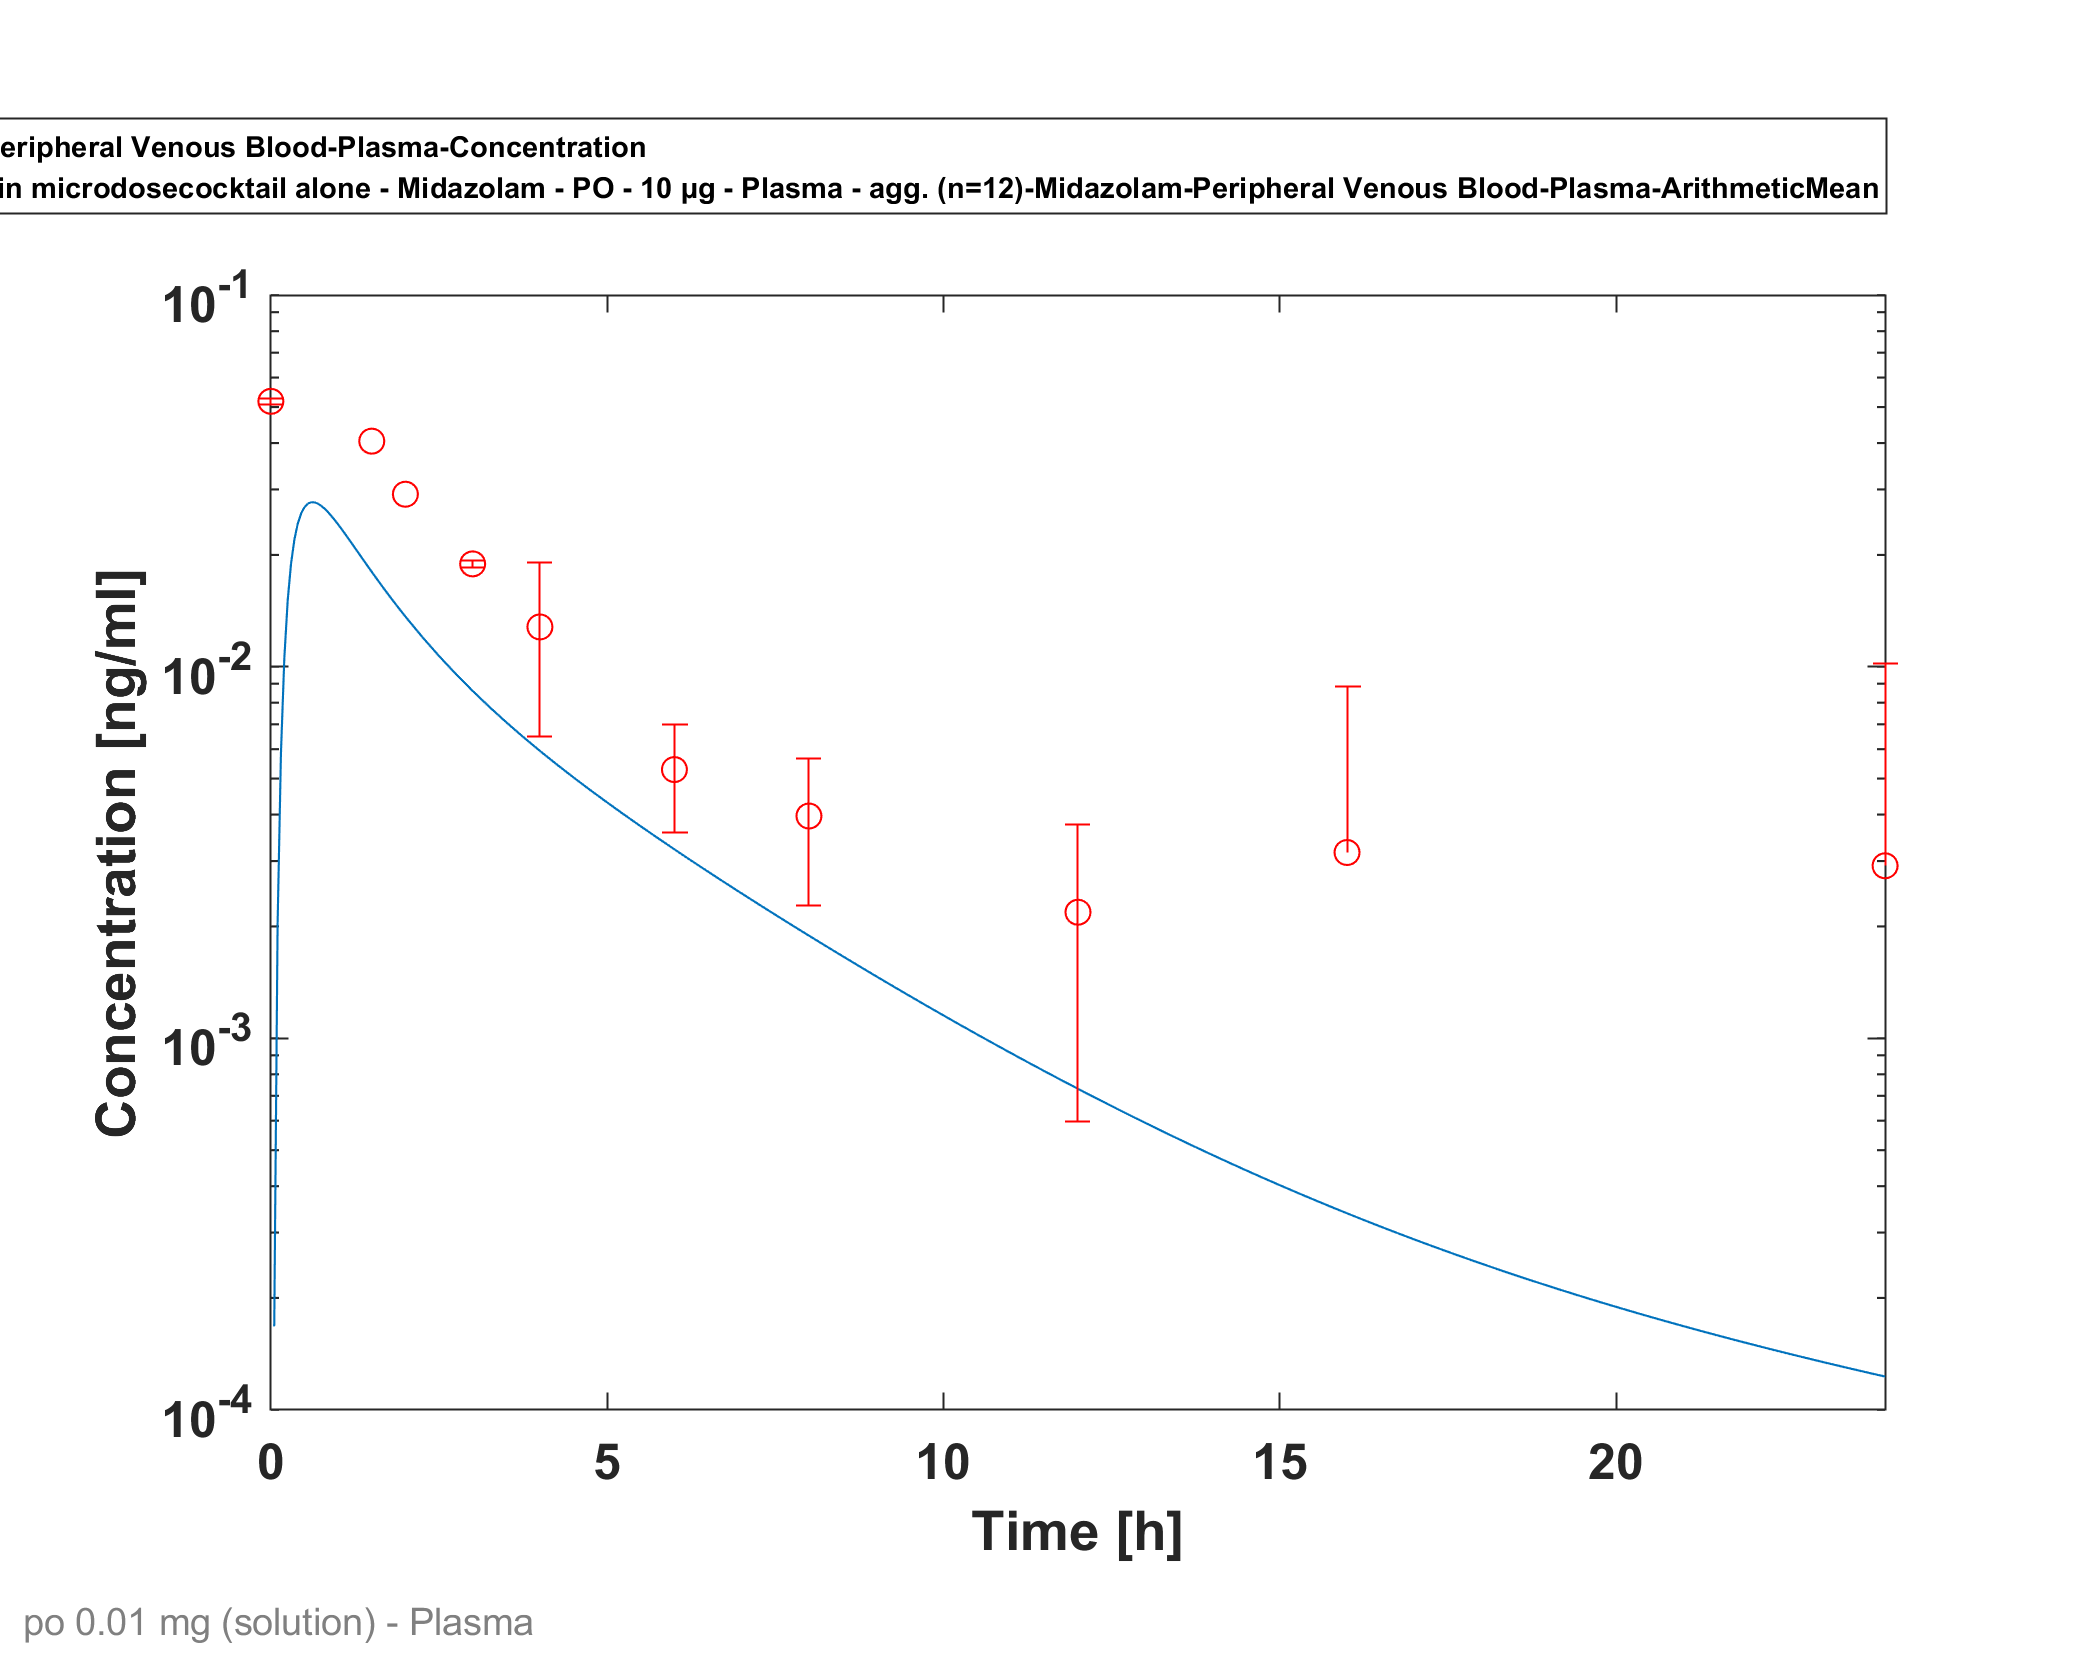 eripheral Venous Blood-Plasma-Concentration
in microdosecocktail alone - Midazolam - PO - 10 µg - Plasma - agg. (n=12)-Midazolam-Peripheral Venous Blood-Plasma-ArithmeticMean
10^-1
10^-2
10^-3
10^-4
Concentration [ng/ml]
0 5 10 15 20
Time [h]
po 0.01 mg (solution) - Plasma